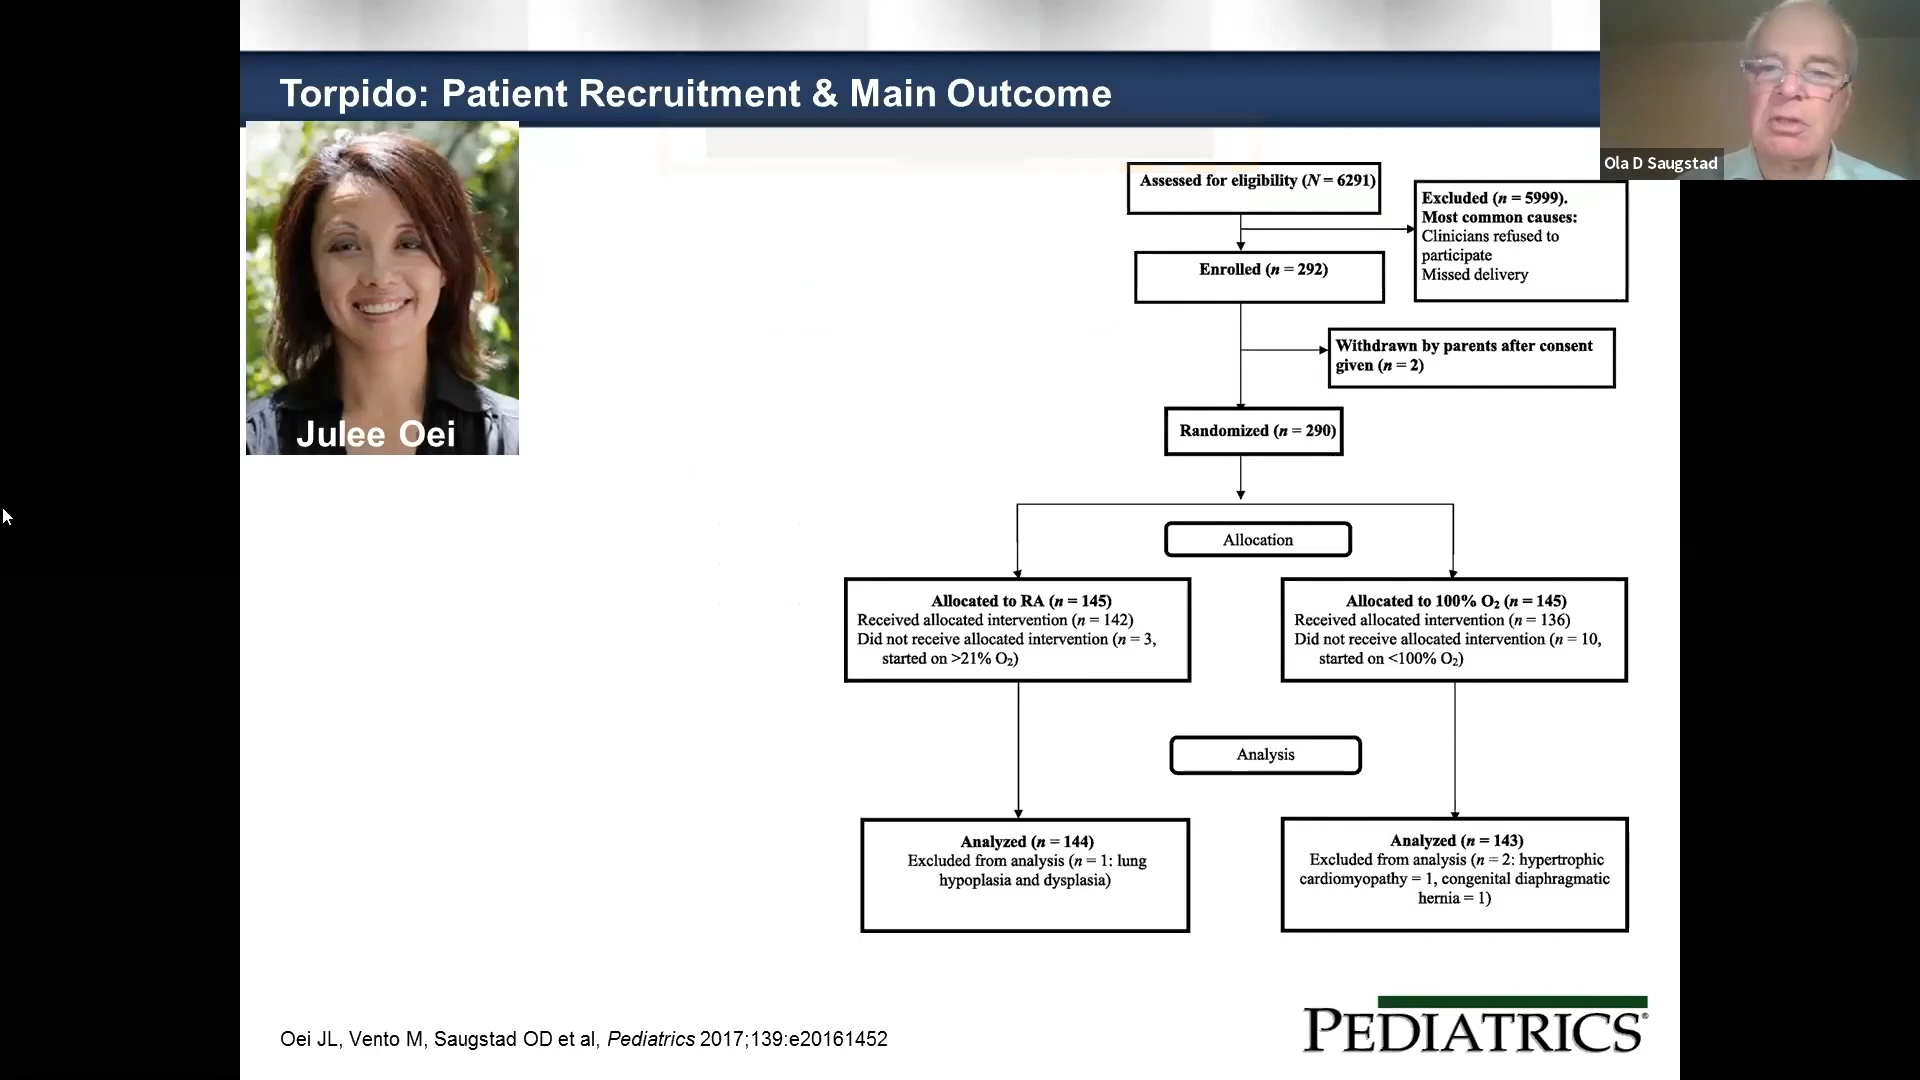 Torpido: Patient Recruitment & Main Outcome
Ola D Saugstad
Julee Oei
Assessed for eligibility (N = 6291)
Excluded (n = 5999).
Most common causes:
Clinicians refused to
participate
Missed delivery
Enrolled (n = 292)
Withdrawn by parents after consent
given (n = 2)
Randomized (n = 290)
Allocation
Allocated to RA (n = 145)
Received allocated intervention (n = 142)
Did not receive allocated intervention (n = 3,
started on >21% O₂)
Allocated to 100% O₂ (n = 145)
Received allocated intervention (n = 136)
Did not receive allocated intervention (n = 10,
started on <100% O₂)
Analysis
Analyzed (n = 144)
Excluded from analysis (n = 1: lung
hypoplasia and dysplasia)
Analyzed (n = 143)
Excluded from analysis (n = 2: hypertrophic
cardiomyopathy = 1, congenital diaphragmatic
hernia = 1)
Oei JL, Vento M, Saugstad OD et al, Pediatrics 2017;139:e20161452
PEDIATRICS®